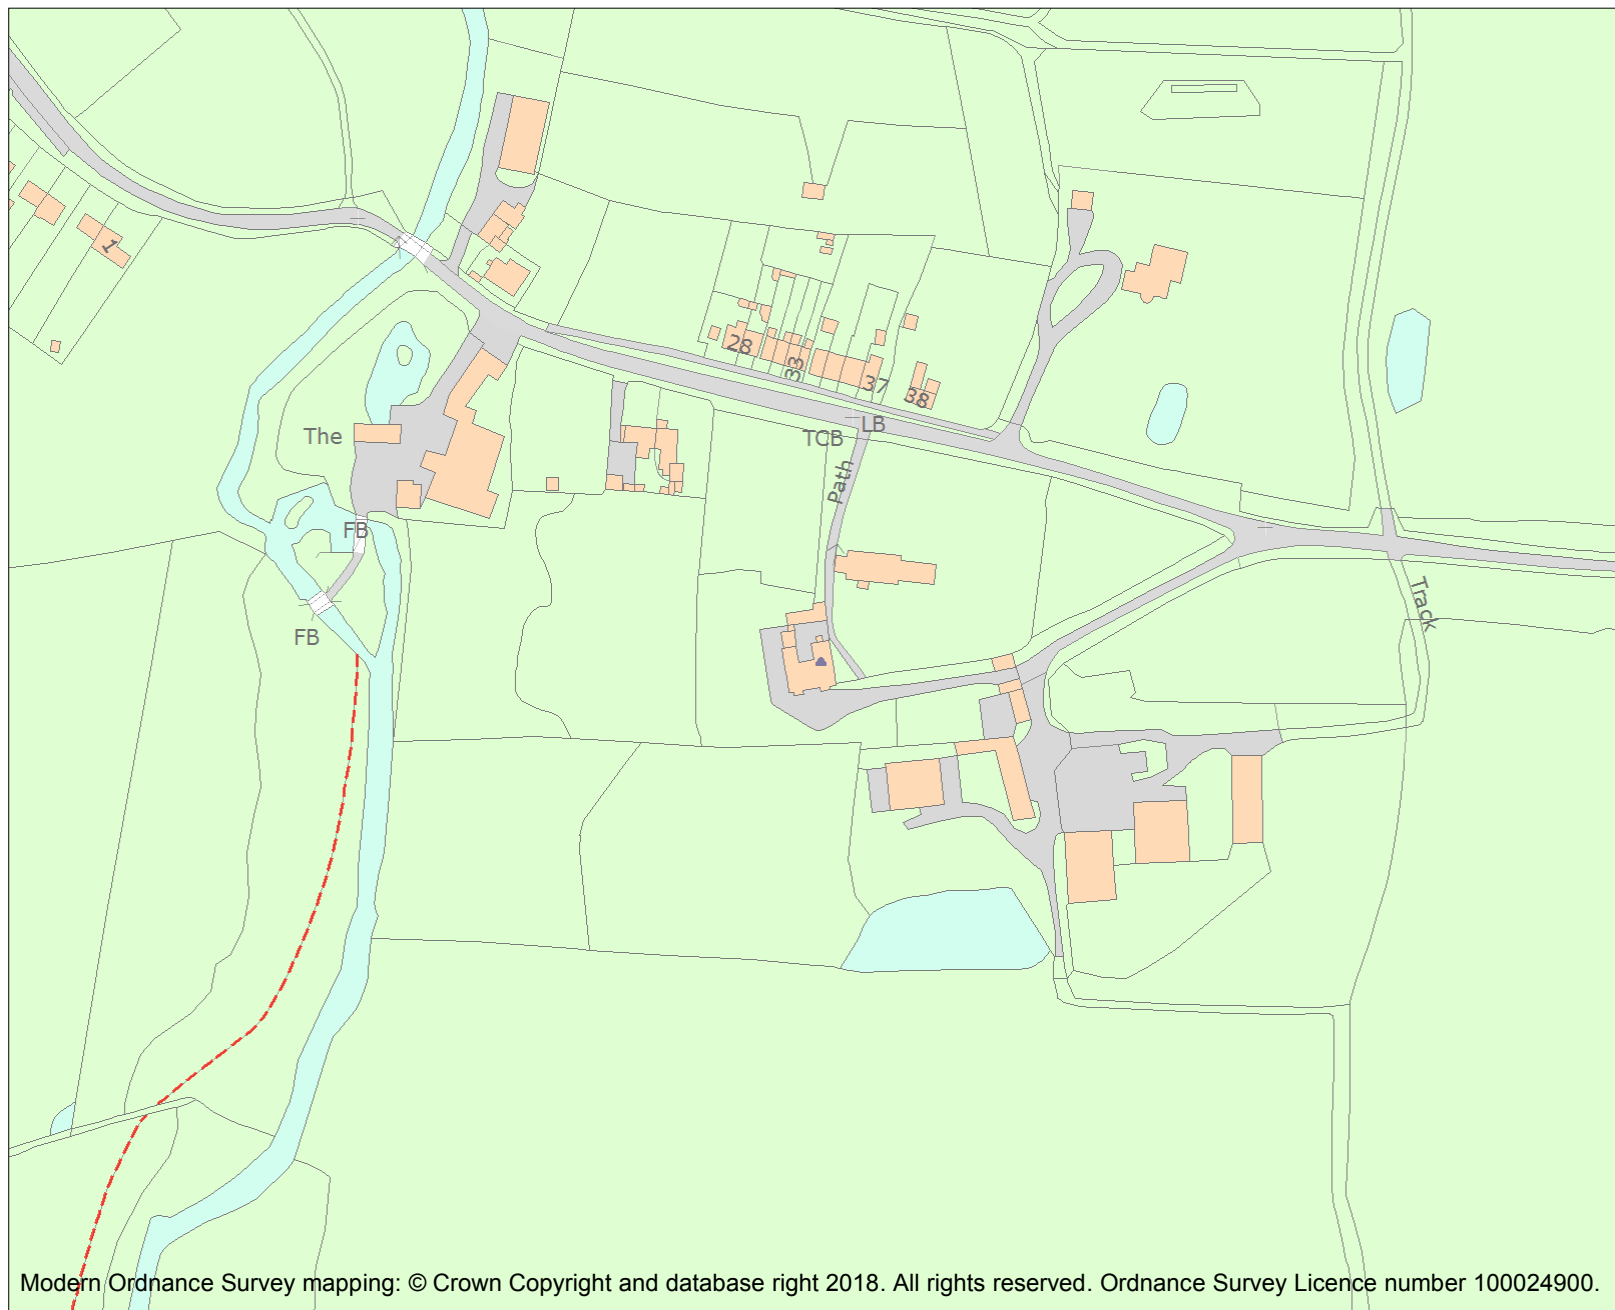 1
28
33
37
38
LB
TCB
The
Path
FB
Track
FB
Modern Ordnance Survey mapping: © Crown Copyright and database right 2018. All rights reserved. Ordnance Survey Licence number 100024900.